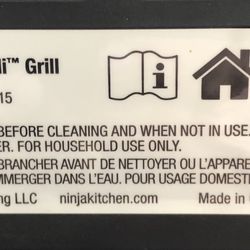 i™ Grill
15
BEFORE CLEANING AND WHEN NOT IN USE.
ER. FOR HOUSEHOLD USE ONLY.
BRANCHER AVANT DE NETTOYER OU L'APPARE
MMERGER DANS L'EAU. POUR USAGE DOMESTI
ng LLC ninjakitchen.com Made in